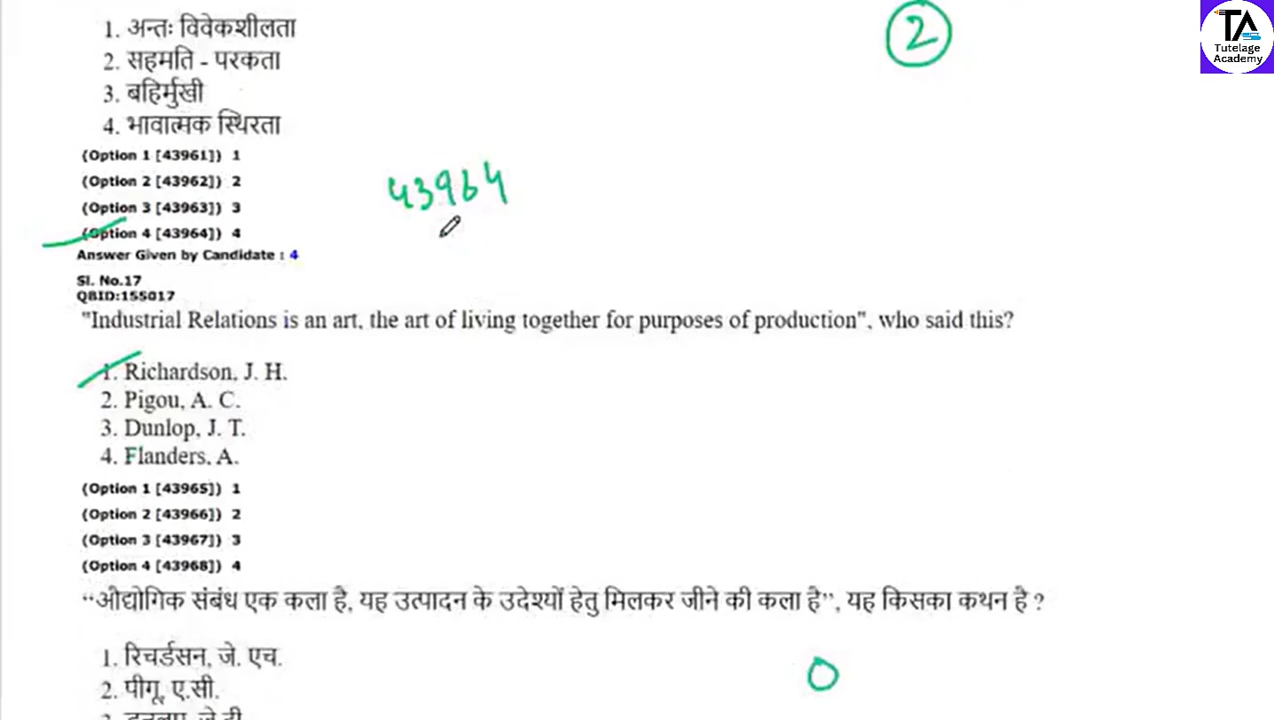 1. अन्तः विवेकशीलता
2. सहमति - परकता
3. बहिर्मुखी
4. भावात्मक स्थिरता
2
TA
Tutelage
Academy
(Option 1 [43961]) 1
(Option 2 [43962]) 2
(Option 3 [43963]) 3
(Option 4 [43964]) 4
43964
Answer Given by Candidate : 4
Sl. No.17
QBID:155017
"Industrial Relations is an art, the art of living together for purposes of production", who said this?
1. Richardson, J. H.
2. Pigou, A. C.
3. Dunlop, J. T.
4. Flanders, A.
(Option 1 [43965]) 1
(Option 2 [43966]) 2
(Option 3 [43967]) 3
(Option 4 [43968]) 4
“औद्योगिक संबंध एक कला है, यह उत्पादन के उदेश्यों हेतु मिलकर जीने की कला है”, यह किसका कथन है ?
1. रिचर्डसन, जे. एच.
2. पीगू, ए.सी.
0